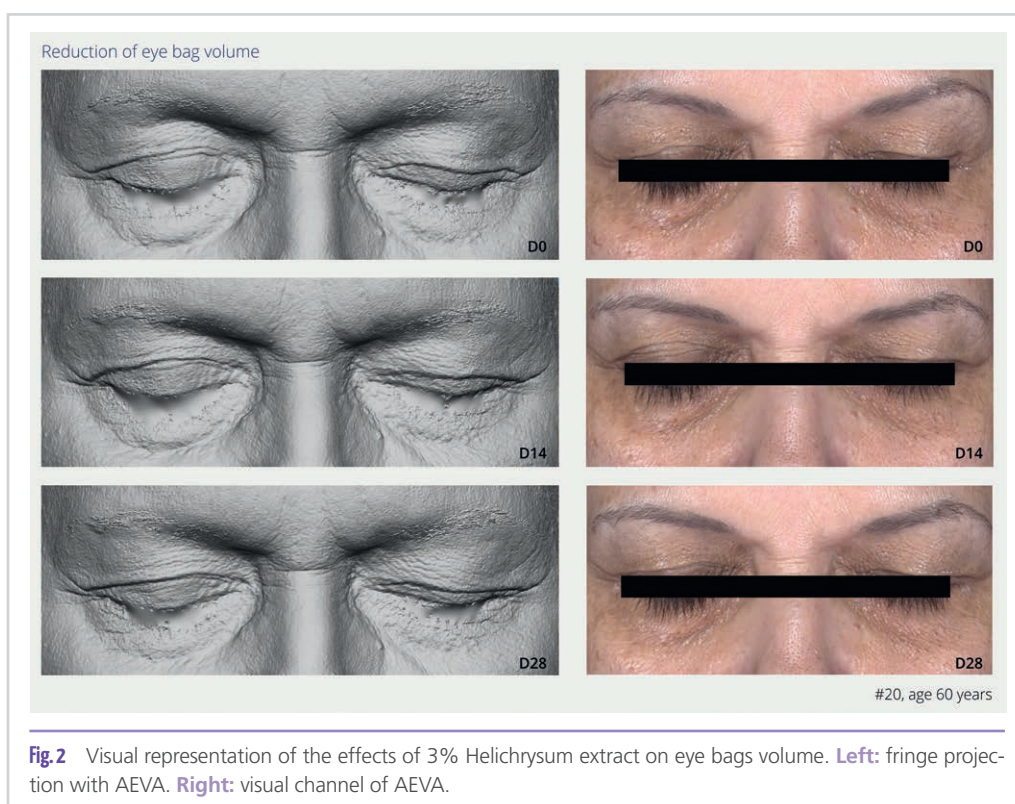 Reduction of eye bag volume
D0
D0
D14
D14
D28
D28
#20, age 60 years
Fig. 2 Visual representation of the effects of 3% Helichrysum extract on eye bags volume. Left: fringe projec-
tion with AEVA. Right: visual channel of AEVA.